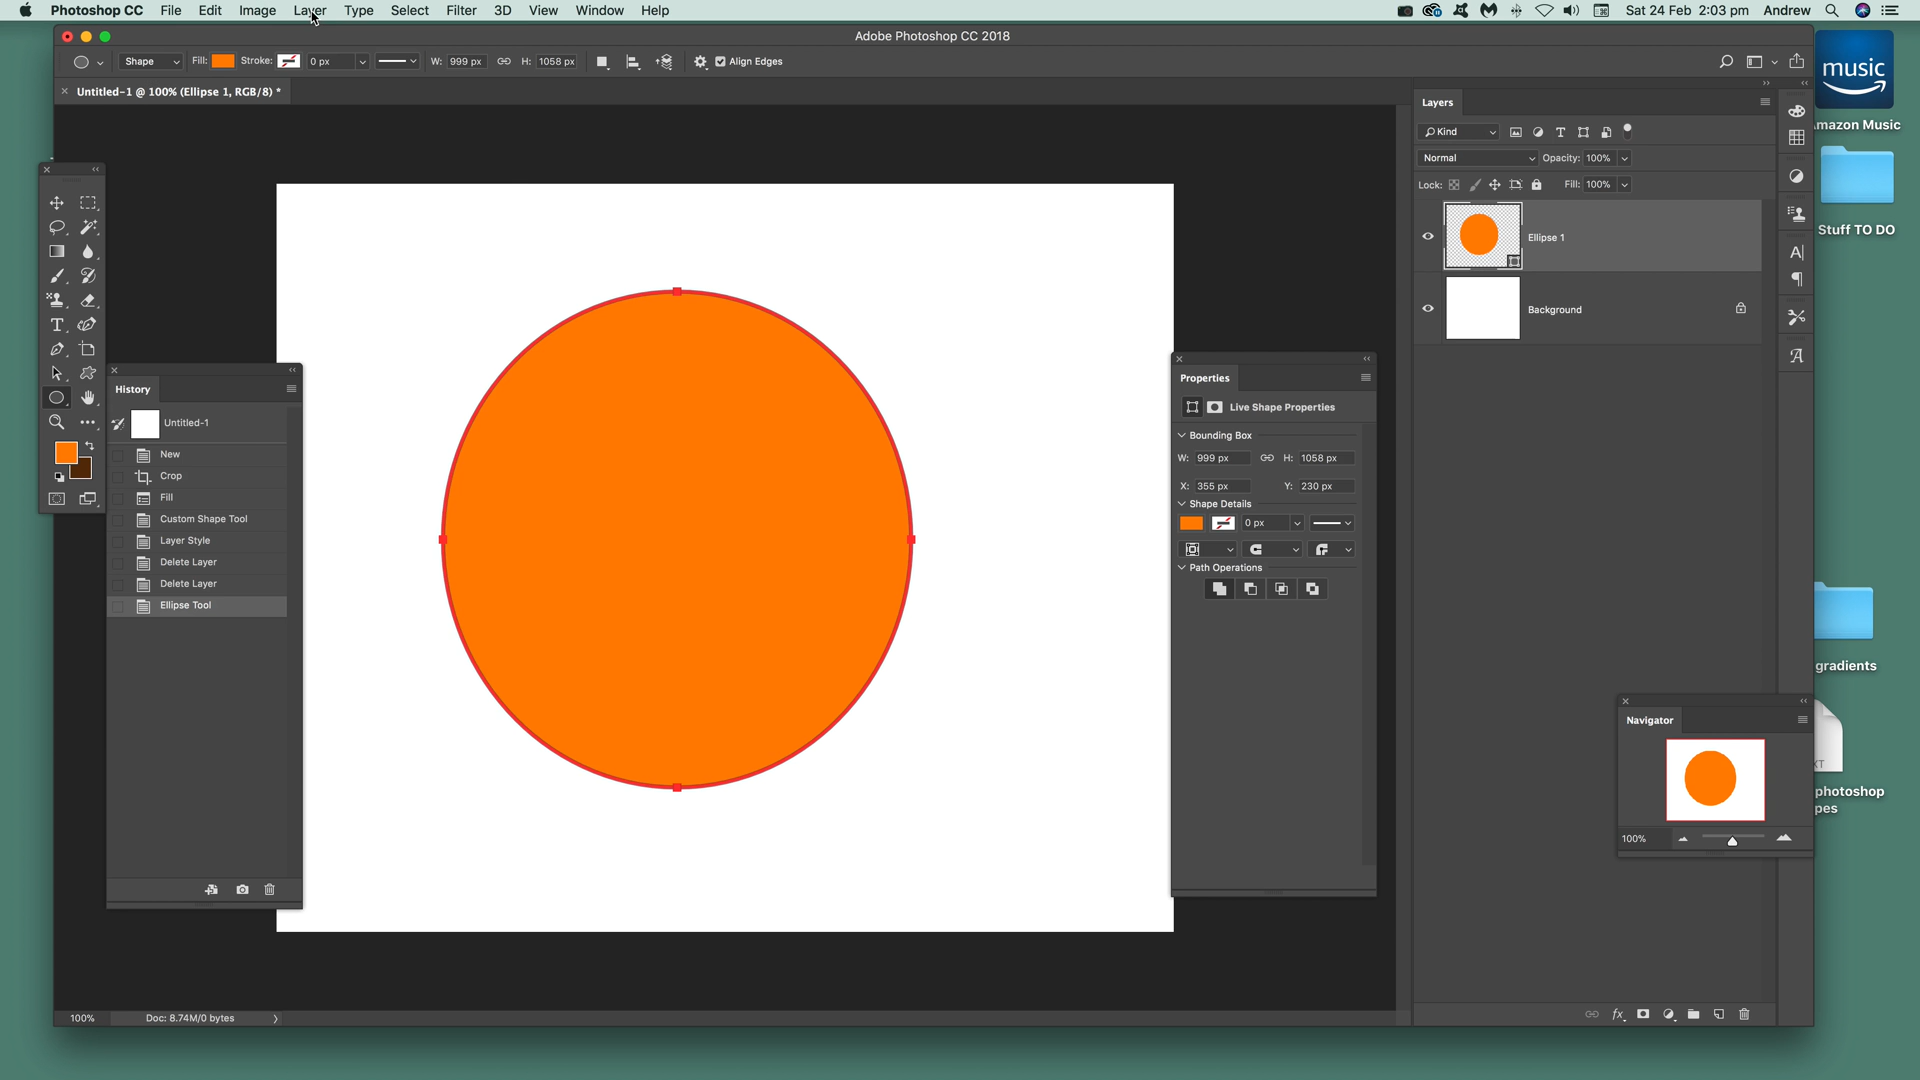 Photoshop CC File Edit Image Layer Type Select Filter 3D View Window Help Sat 24 Feb 2:03 pm Andrew
Adobe Photoshop CC 2018
Shape Fill: Stroke: 0 px W: 999 px H: 1058 px Align Edges
Untitled-1 @ 100% (Ellipse 1, RGB/8) *
Layers
Kind
Normal Opacity: 100%
Lock: Fill: 100%
Ellipse 1
Background
History
Untitled-1
New
Crop
Fill
Custom Shape Tool
Layer Style
Delete Layer
Delete Layer
Ellipse Tool
Properties
Live Shape Properties
Bounding Box
W: 999 px H: 1058 px
X: 355 px Y: 230 px
Shape Details
0 px
Path Operations
Navigator
100%
100% Doc: 8.74M/0 bytes
music
mazon Music
Stuff TO DO
gradients
XT
photoshop
pes